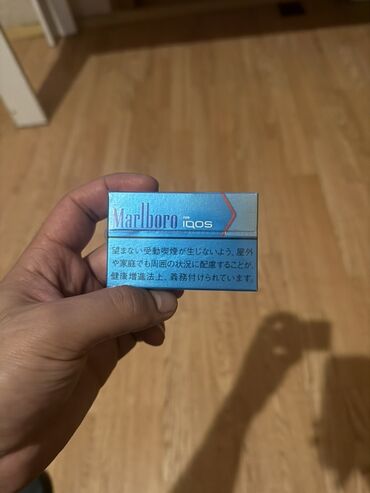 Marlboro IQOS
望まない受動喫煙が生じないよう、屋外
や家庭でも周囲の状況に配慮することが、
健康増進法上、義務付けられています。